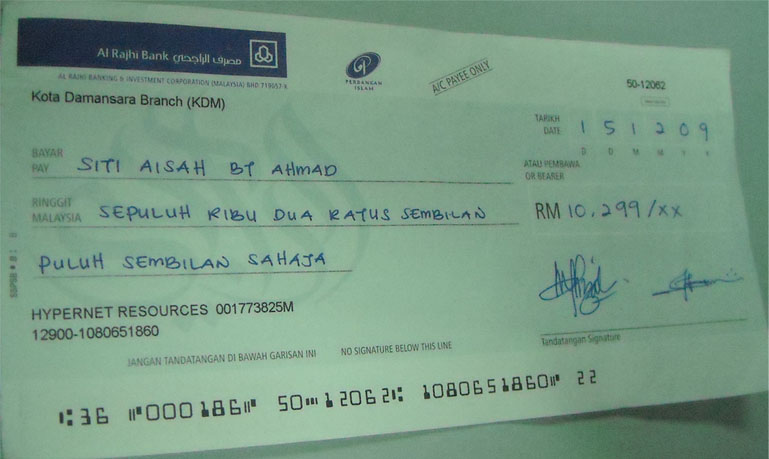 Al Rajhi Bank مصرف الراجحي
AL RAJHI BANKING & INVESTMENT CORPORATION (MALAYSIA) BHD 719057-X
PERBANKAN
ISLAM
A/C PAYEE ONLY
50-12062
Kota Damansara Branch (KDM)
TARIKH
DATE
1 5 1 2 0 9
D D M M Y Y
BAYAR
PAY
SITI AISAH BT AHMAD
ATAU PEMBAWA
OR BEARER
RINGGIT
MALAYSIA
SEPULUH RIBU DUA RATUS SEMBILAN
RM 10,299/xx
PULUH SEMBILAN SAHAJA
HYPERNET RESOURCES 001773825M
12900-1080651860
Tandatangan Signature
JANGAN TANDATANGAN DI BAWAH GARISAN INI NO SIGNATURE BELOW THIS LINE
⑆36 ⑈000186⑈ 50⑉12062⑆ 1080651860⑈ 22